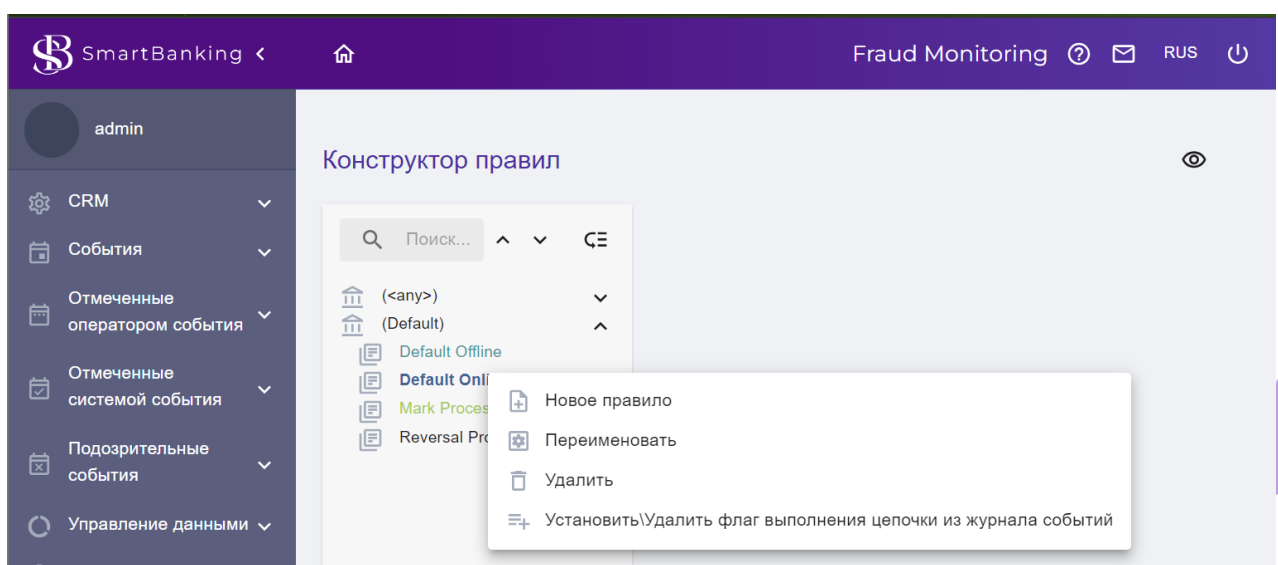 SmartBanking
Fraud Monitoring
RUS
admin
Конструктор правил
CRM
События
Отмеченные
оператором события
Отмеченные
системой события
Подозрительные
события
Управление данными
Поиск...
(<any>)
(Default)
Default Offline
Default Onli
Mark Proces
Reversal Pro
Новое правило
Переименовать
Удалить
Установить\Удалить флаг выполнения цепочки из журнала событий